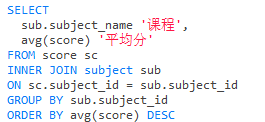 SELECT
sub.subject_name '课程',
avg(score) '平均分'
FROM score sc
INNER JOIN subject sub
ON sc.subject_id = sub.subject_id
GROUP BY sub.subject_id
ORDER BY avg(score) DESC